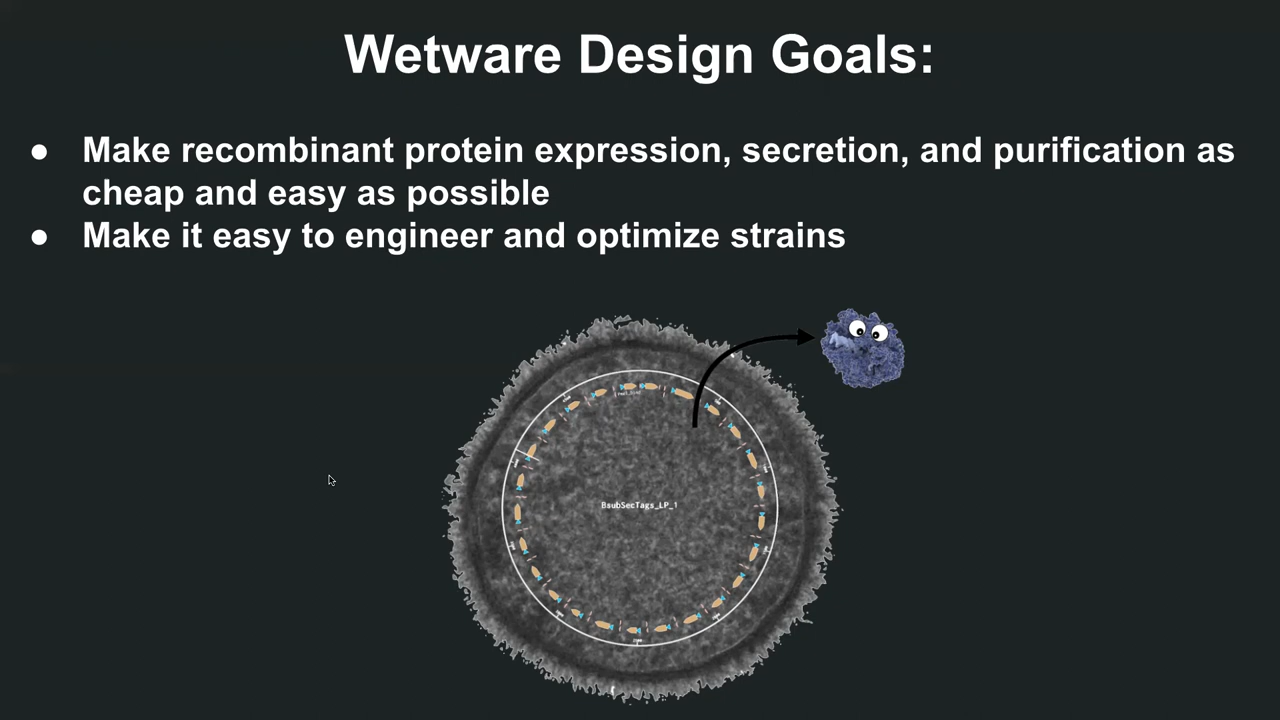 Wetware Design Goals:
● Make recombinant protein expression, secretion, and purification as
cheap and easy as possible
● Make it easy to engineer and optimize strains
BsubSecTags_LP_1